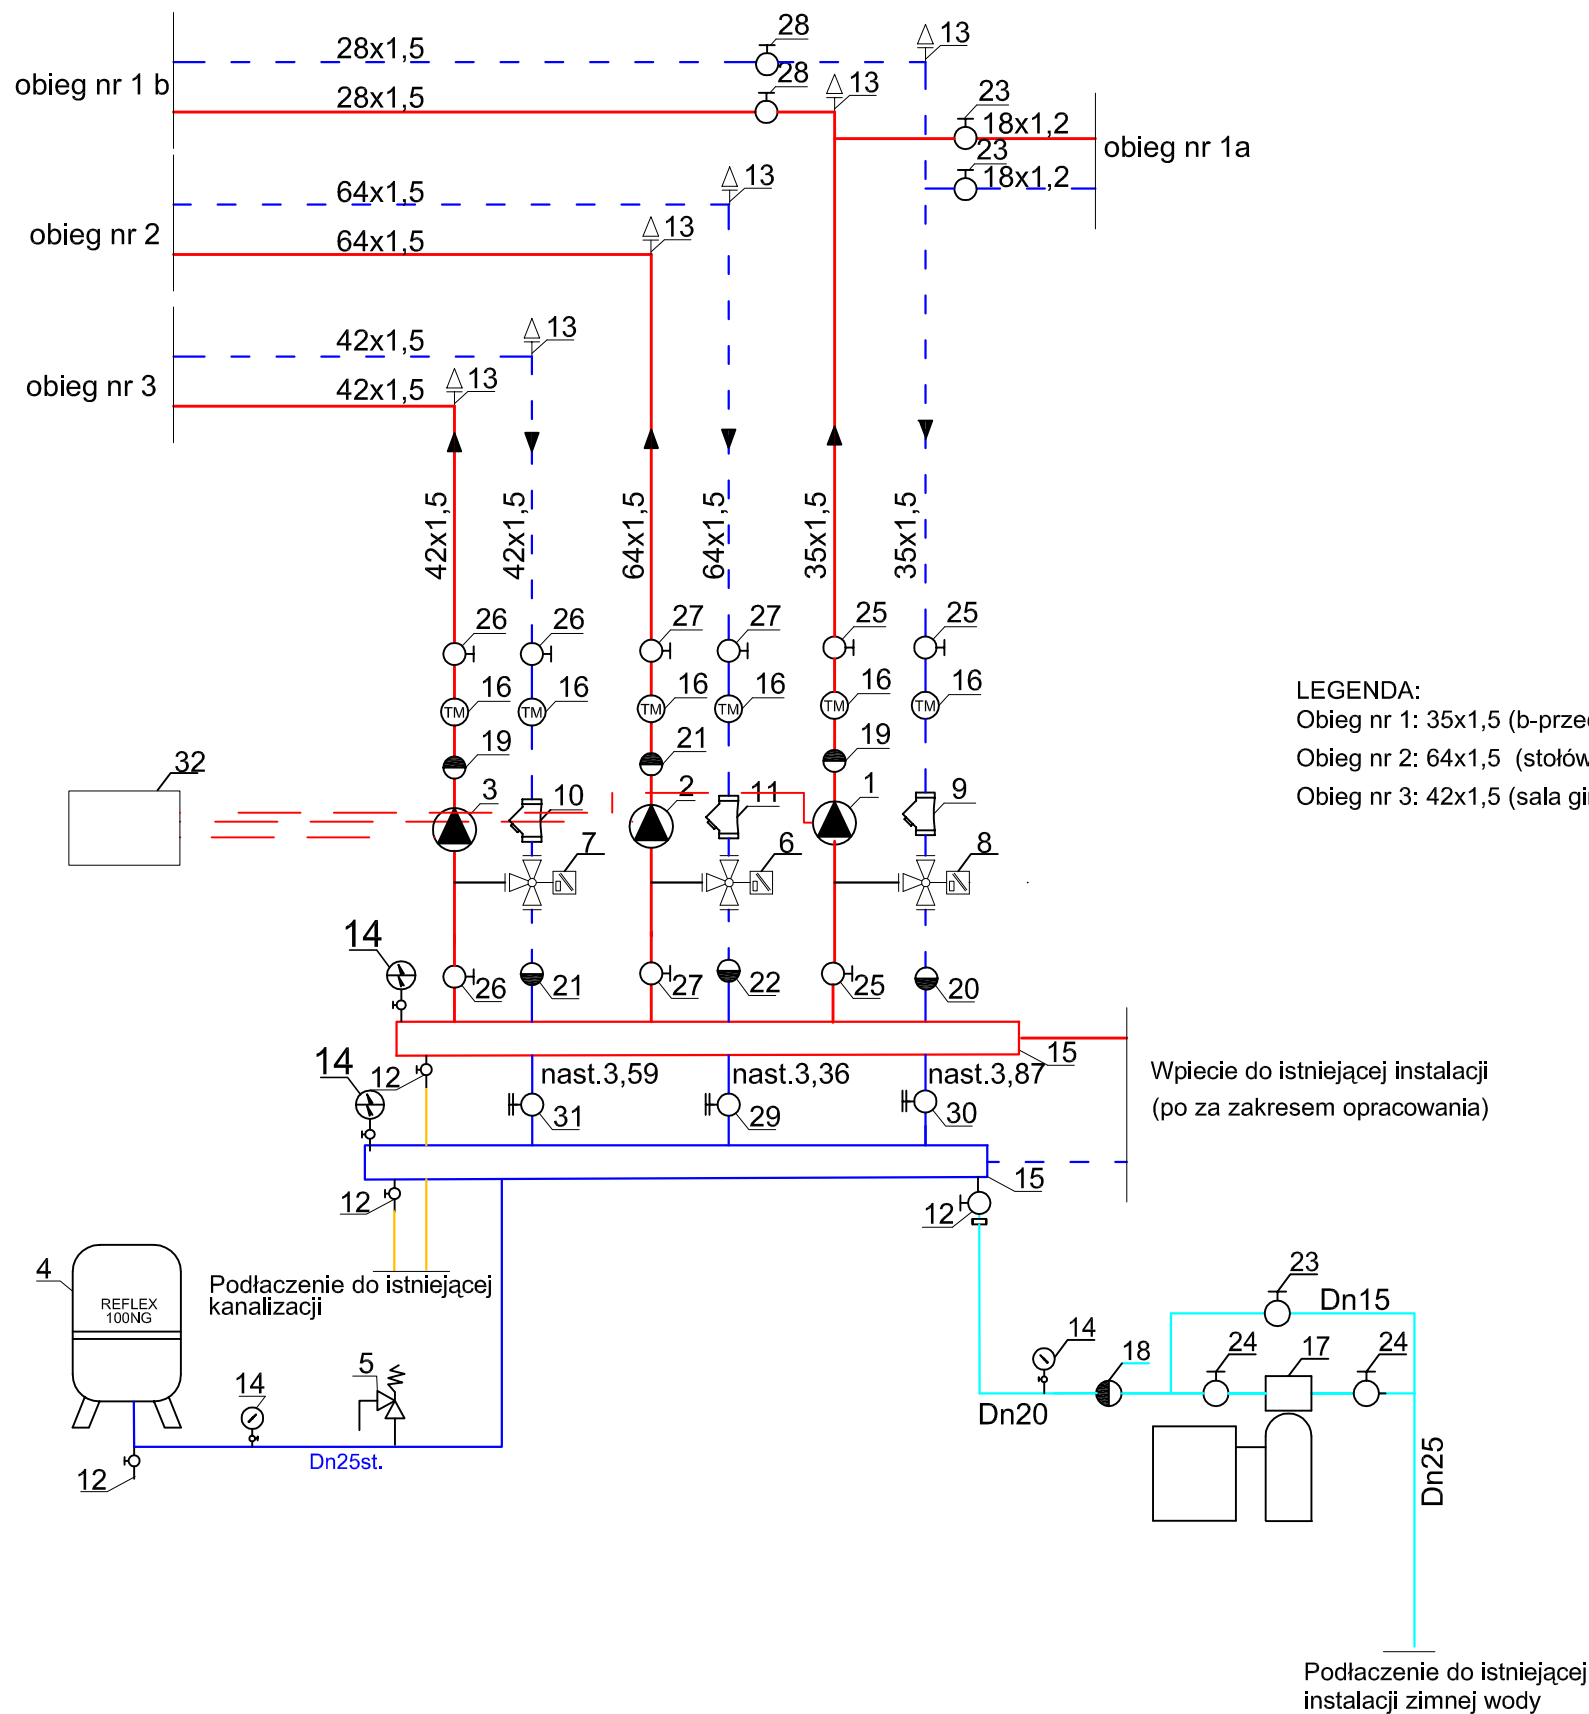 28x1,5
28
13
obieg nr 1 b
28x1,5
28
13
23
18x1,2
obieg nr 1a
23
18x1,2
64x1,5
13
obieg nr 2
64x1,5
13
42x1,5
13
obieg nr 3
42x1,5
13
42x1,5
42x1,5
64x1,5
64x1,5
35x1,5
35x1,5
26
26
27
27
25
25
16
16
16
16
16
16
TM
TM
TM
TM
TM
TM
LEGENDA:
Obieg nr 1: 35x1,5 (b-prze
Obieg nr 2: 64x1,5 (stołów
Obieg nr 3: 42x1,5 (sala gi
19
21
19
32
3
10
2
11
1
9
7
6
8
14
26
21
27
22
25
20
15
14
12
nast.3,59
nast.3,36
nast.3,87
31
29
30
Wpiecie do istniejącej instalacji
(po za zakresem opracowania)
12
15
12
4
REFLEX
100NG
Podłaczenie do istniejącej
kanalizacji
23
Dn15
14
18
24
17
24
5
14
Dn20
Dn25st.
12
Dn25
Podłaczenie do istniejącej
instalacji zimnej wody